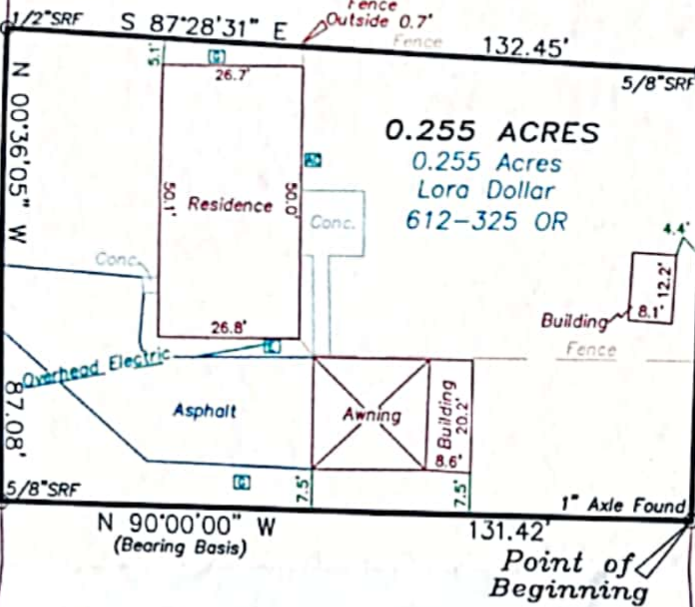 Fence
Outside 0.7'
1/2"SRF
S 87°28'31" E
Fence
132.45'
5/8"SRF
5.1'
G
26.7'
N 00°36'05" W
0.255 ACRES
0.255 Acres
Lora Dollar
612-325 OR
AC
50.1'
Residence
50.0'
Conc.
4.4'
Conc.
12.2'
8.1'
Building
26.8'
Fence
Overhead Electric
87.08'
Asphalt
Awning
Building
20.2'
8.6'
7.5'
7.5'
5/8"SRF
1" Axle Found
N 90°00'00" W
(Bearing Basis)
131.42'
Point of
Beginning